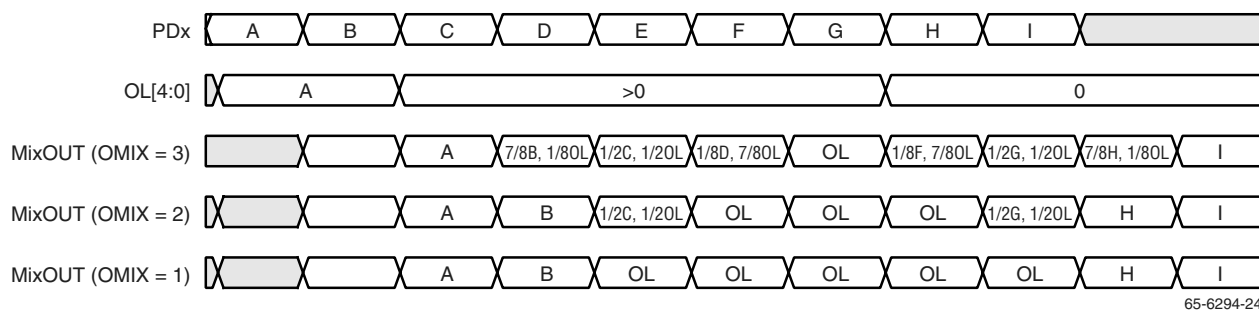 PDx A B C D E F G H I
OL[4:0] A >0 0
MixOUT (OMIX = 3) A 7/8B, 1/8OL 1/2C, 1/2OL 1/8D, 7/8OL OL 1/8F, 7/8OL 1/2G, 1/2OL 7/8H, 1/8OL I
MixOUT (OMIX = 2) A B 1/2C, 1/2OL OL OL OL 1/2G, 1/2OL H I
MixOUT (OMIX = 1) A B OL OL OL OL OL H I
65-6294-24